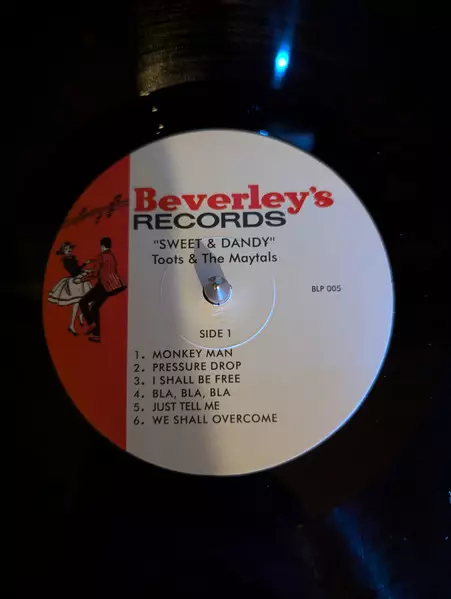 Beverley's
RECORDS
"SWEET & DANDY"
Toots & The Maytals
BLP 005
SIDE 1
1. MONKEY MAN
2. PRESSURE DROP
3. I SHALL BE FREE
4. BLA, BLA, BLA
5. JUST TELL ME
6. WE SHALL OVERCOME